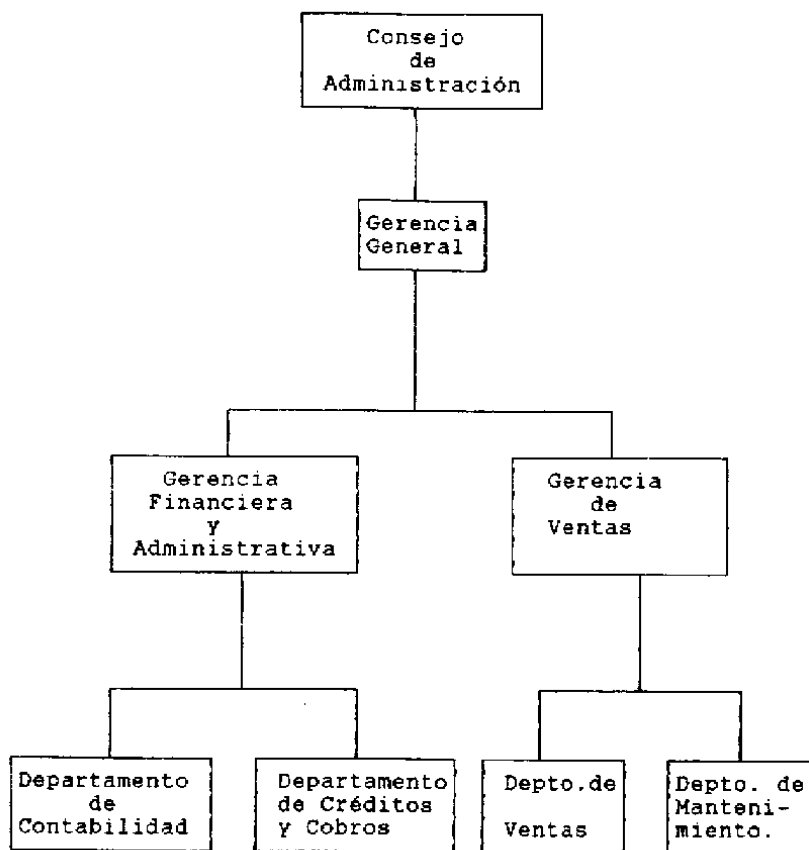 Consejo
de
Administración
Gerencia
General
Gerencia
Financiera
y
Administrativa
Gerencia
de
Ventas
Departamento
de
Contabilidad
Departamento
de Créditos
y Cobros
Depto.de
Ventas
Depto. de
Manteni-
miento.